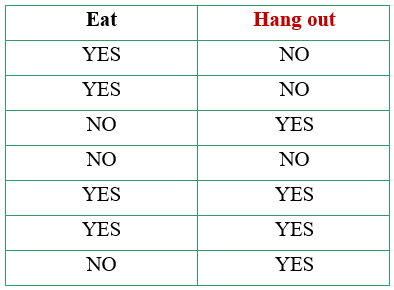 Eat Hang out
YES NO
YES NO
NO YES
NO NO
YES YES
YES YES
NO YES